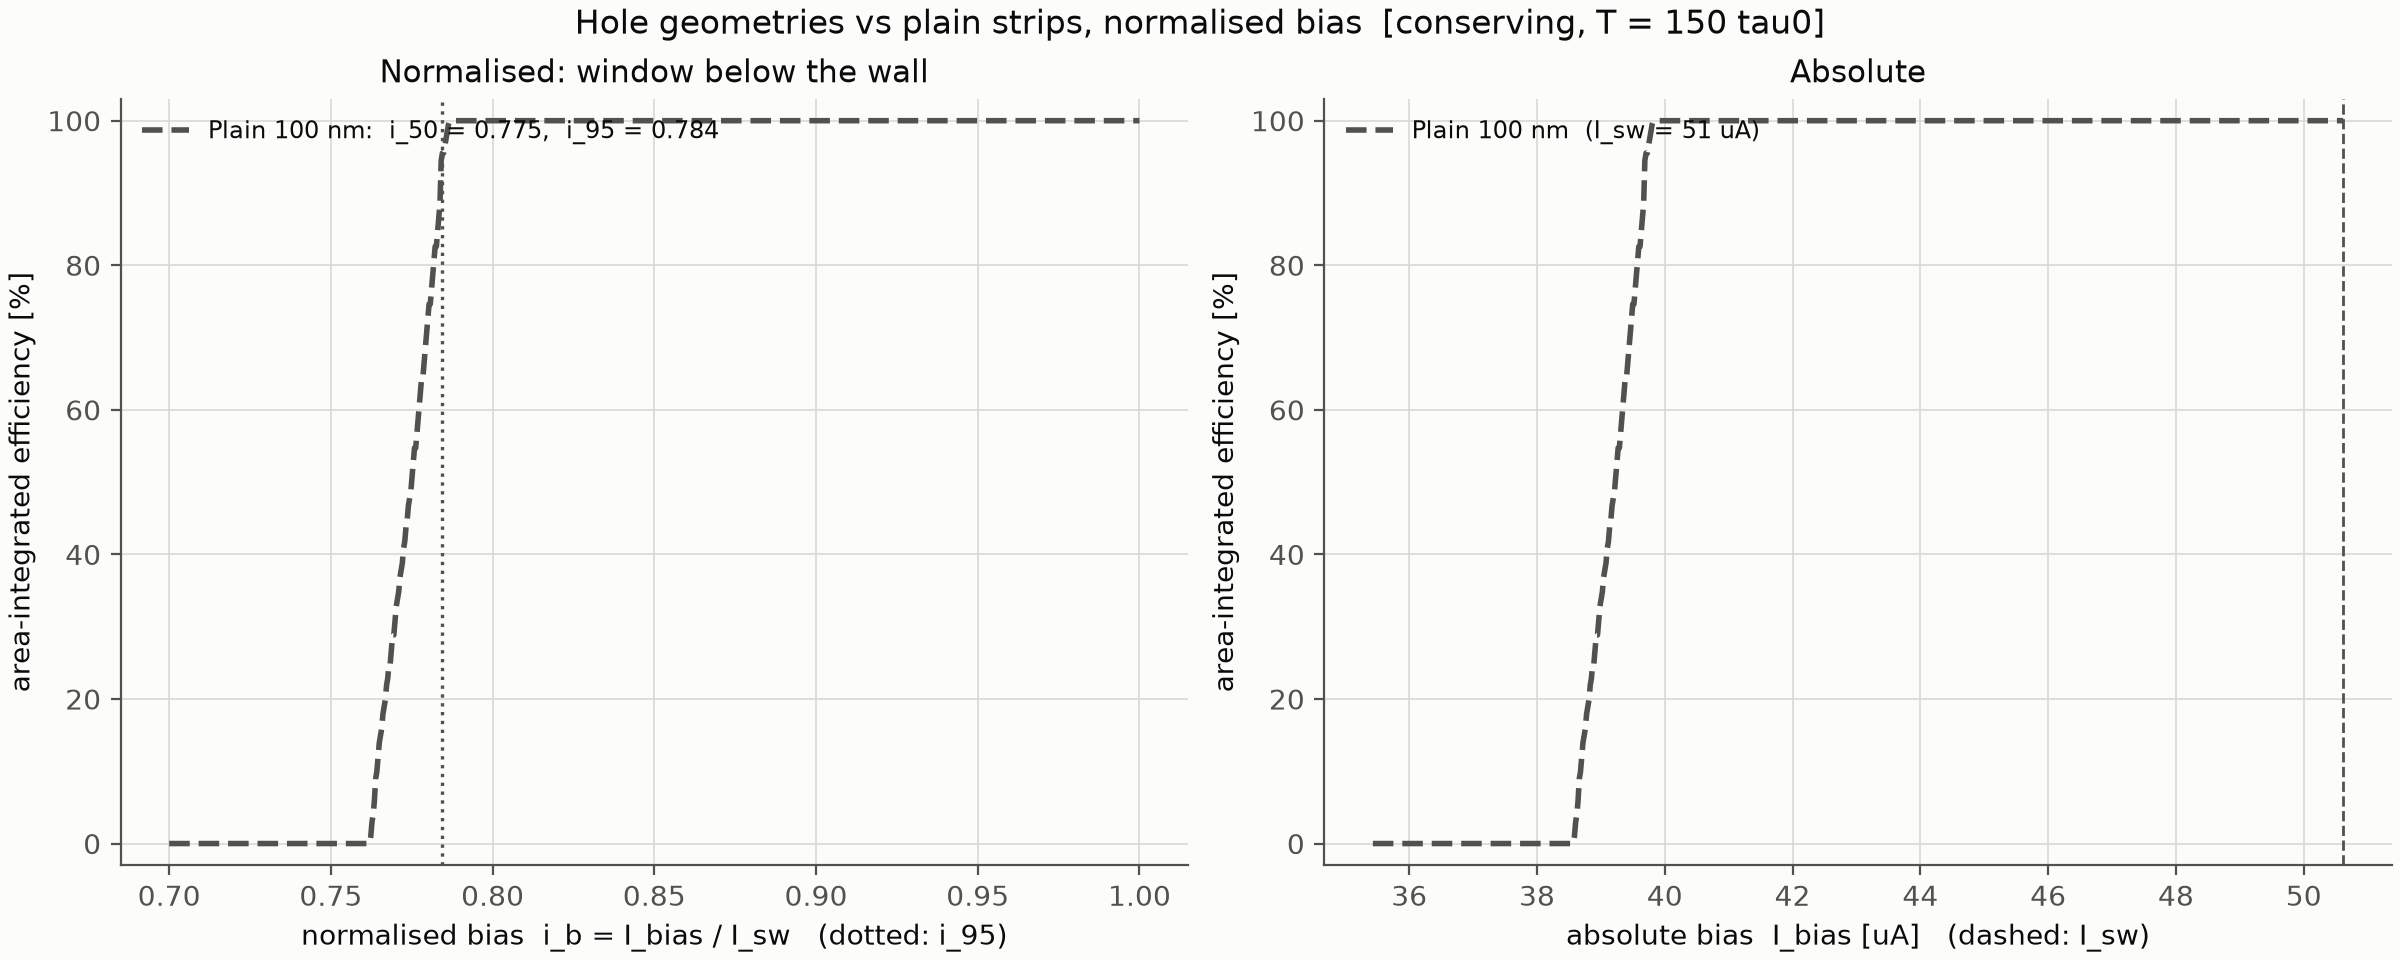 Hole geometries vs plain strips, normalised bias  [conserving, T = 150 tau0]
Normalised: window below the wall
area-integrated efficiency [%]
100
80
60
40
20
0
Plain 100 nm:  i_50 = 0.775,  i_95 = 0.784
0.70 0.75 0.80 0.85 0.90 0.95 1.00
normalised bias  i_b = I_bias / I_sw   (dotted: i_95)
Absolute
area-integrated efficiency [%]
100
80
60
40
20
0
Plain 100 nm  (I_sw = 51 uA)
36 38 40 42 44 46 48 50
absolute bias  I_bias [uA]   (dashed: I_sw)